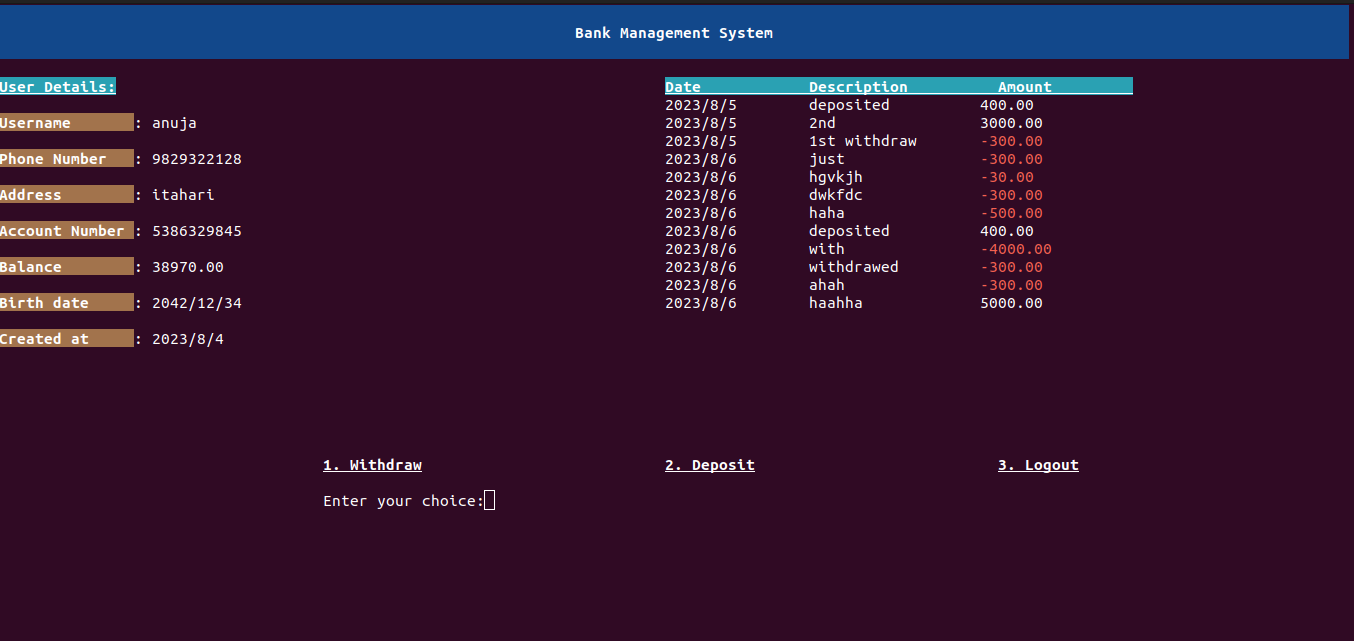 Bank Management System
User Details:
Username : anuja
Phone Number : 9829322128
Address : itahari
Account Number : 5386329845
Balance : 38970.00
Birth date : 2042/12/34
Created at : 2023/8/4
Date Description Amount
2023/8/5 deposited 400.00
2023/8/5 2nd 3000.00
2023/8/5 1st withdraw -300.00
2023/8/6 just -300.00
2023/8/6 hgvkjh -30.00
2023/8/6 dwkfdc -300.00
2023/8/6 haha -500.00
2023/8/6 deposited 400.00
2023/8/6 with -4000.00
2023/8/6 withdrawed -300.00
2023/8/6 ahah -300.00
2023/8/6 haahha 5000.00
1. Withdraw 2. Deposit 3. Logout
Enter your choice: